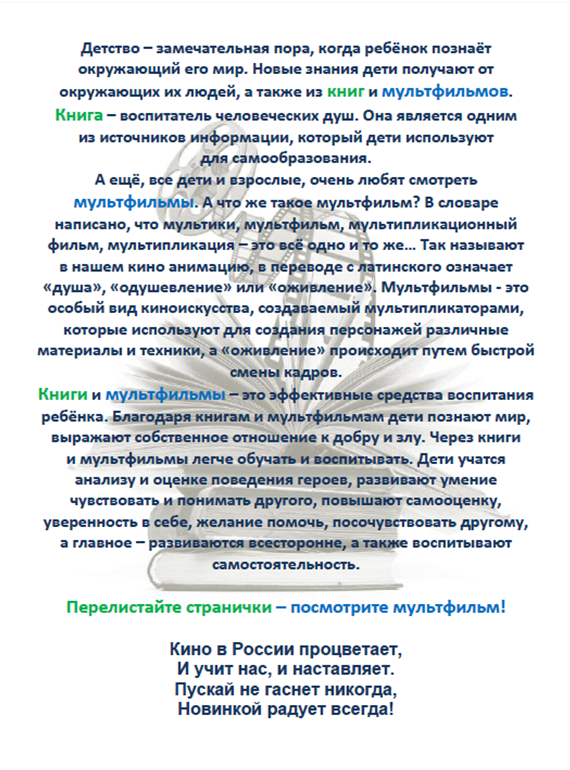 Детство – замечательная пора, когда ребёнок познаёт
окружающий его мир. Новые знания дети получают от
окружающих их людей, а также из книг и мультфильмов.
Книга – воспитатель человеческих душ. Она является одним
из источников информации, который дети используют
для самообразования.
А ещё, все дети и взрослые, очень любят смотреть
мультфильмы. А что же такое мультфильм? В словаре
написано, что мультики, мультфильм, мультипликационный
фильм, мультипликация – это всё одно и то же... Так называют
в нашем кино анимацию, в переводе с латинского означает
«душа», «одушевление» или «оживление». Мультфильмы - это
особый вид киноискусства, создаваемый мультипликаторами,
которые используют для создания персонажей различные
материалы и техники, а «оживление» происходит путем быстрой
смены кадров.
Книги и мультфильмы – это эффективные средства воспитания
ребёнка. Благодаря книгам и мультфильмам дети познают мир,
выражают собственное отношение к добру и злу. Через книги
и мультфильмы легче обучать и воспитывать. Дети учатся
анализу и оценке поведения героев, развивают умение
чувствовать и понимать другого, повышают самооценку,
уверенность в себе, желание помочь, посочувствовать другому,
а главное – развиваются всесторонне, а также воспитывают
самостоятельность.
Перелистайте странички – посмотрите мультфильм!
Кино в России процветает,
И учит нас, и наставляет.
Пускай не гаснет никогда,
Новинкой радует всегда!